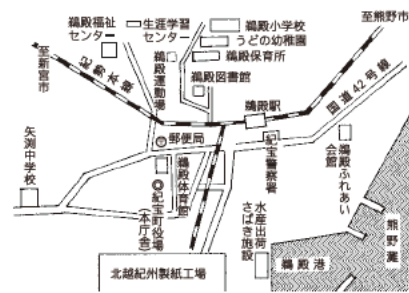 鵜殿福祉
センター
生涯学習
センター
鵜殿小学校
うどの幼稚園
鵜殿保育所
至熊野市
至新宮市
紀勢本線
鵜殿運動場
鵜殿図書館
鵜殿駅
国道42号線
矢渕中学校
郵便局
鵜殿体育館
紀宝町役場
(本庁舎)
紀宝警察署
鵜殿ふれあい
会館
水産出荷
さばき施設
熊野灘
鵜殿港
北越紀州製紙工場